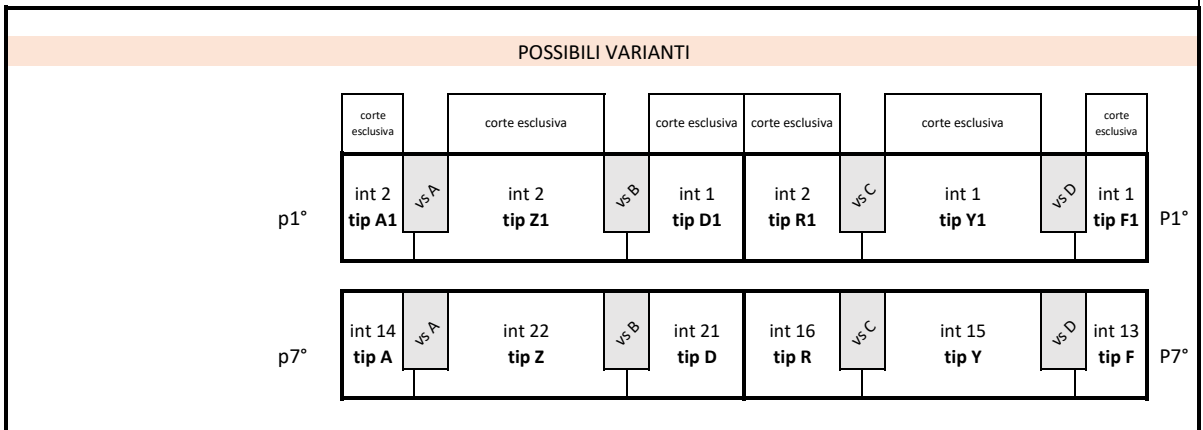 POSSIBILI VARIANTI
corte
esclusiva
corte esclusiva
corte esclusiva
corte esclusiva
corte esclusiva
corte
esclusiva
p1°
int 2
tip A1
vs A
int 2
tip Z1
vs B
int 1
tip D1
int 2
tip R1
vs C
int 1
tip Y1
vs D
int 1
tip F1
P1°
p7°
int 14
tip A
vs A
int 22
tip Z
vs B
int 21
tip D
int 16
tip R
vs C
int 15
tip Y
vs D
int 13
tip F
P7°